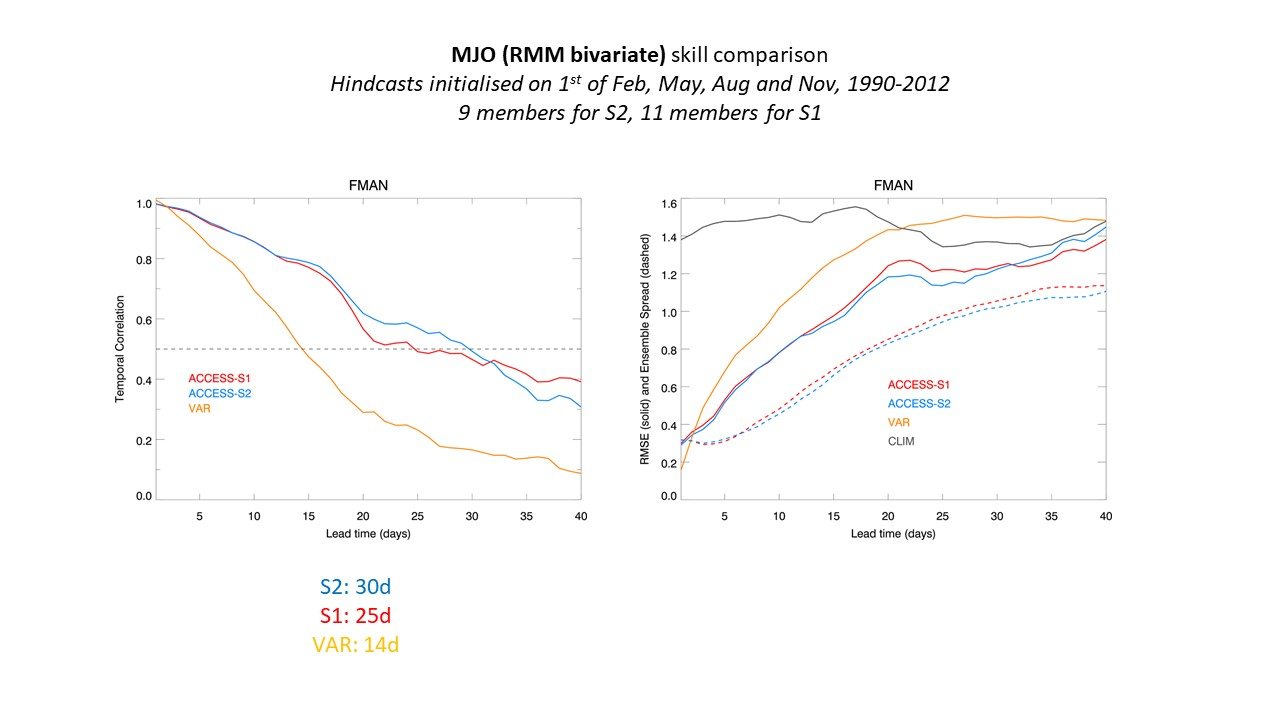 MJO (RMM bivariate) skill comparison
Hindcasts initialised on 1st of Feb, May, Aug and Nov, 1990-2012
9 members for S2, 11 members for S1
FMAN
1.0
0.8
0.6
0.4
0.2
0.0
Temporal Correlation
ACCESS-S1
ACCESS-S2
VAR
5 10 15 20 25 30 35 40
Lead time (days)
FMAN
1.6
1.4
1.2
1.0
0.8
0.6
0.4
0.2
0.0
RMSE (solid) and Ensemble Spread (dashed)
ACCESS-S1
ACCESS-S2
VAR
CLIM
5 10 15 20 25 30 35 40
Lead time (days)
S2: 30d
S1: 25d
VAR: 14d